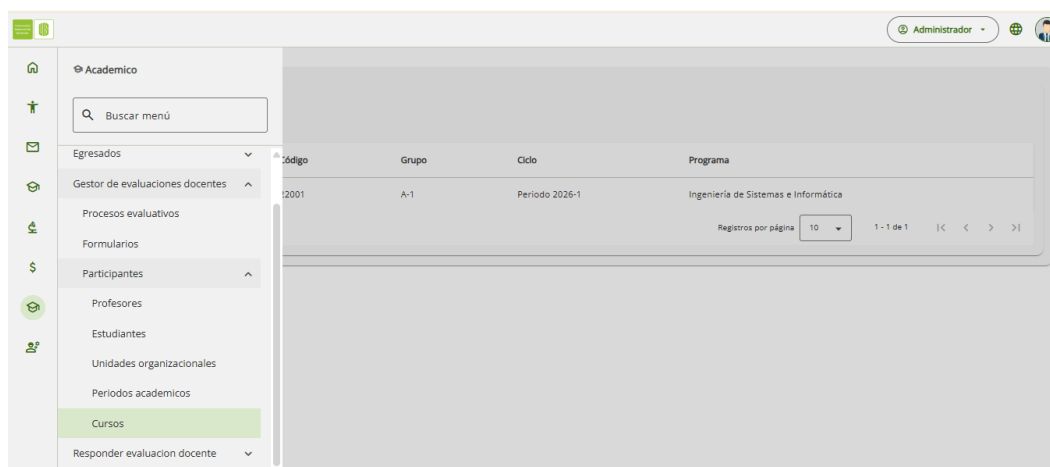 Administrador
Academico
Buscar menú
Egresados
Gestor de evaluaciones docentes
Procesos evaluativos
Formularios
Participantes
Profesores
Estudiantes
Unidades organizacionales
Periodos academicos
Cursos
Responder evaluacion docente
Código Grupo Ciclo Programa
22001 A-1 Periodo 2026-1 Ingeniería de Sistemas e Informática
Registros por página 10 1 - 1 de 1